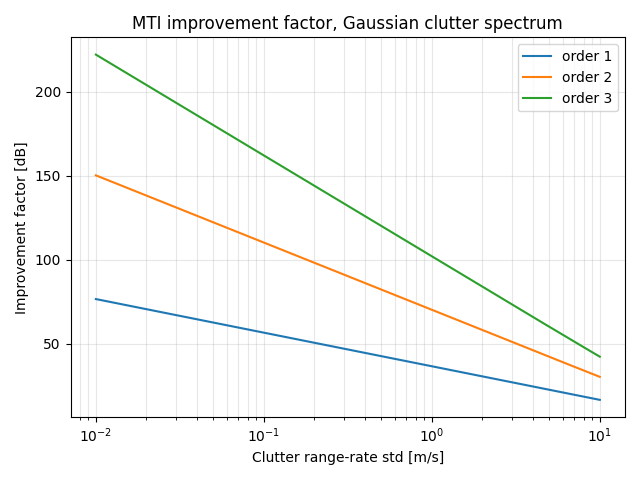 MTI improvement factor, Gaussian clutter spectrum
order 1
order 2
order 3
200
150
100
50
Improvement factor [dB]
10⁻²
10⁻¹
10⁰
10¹
Clutter range-rate std [m/s]